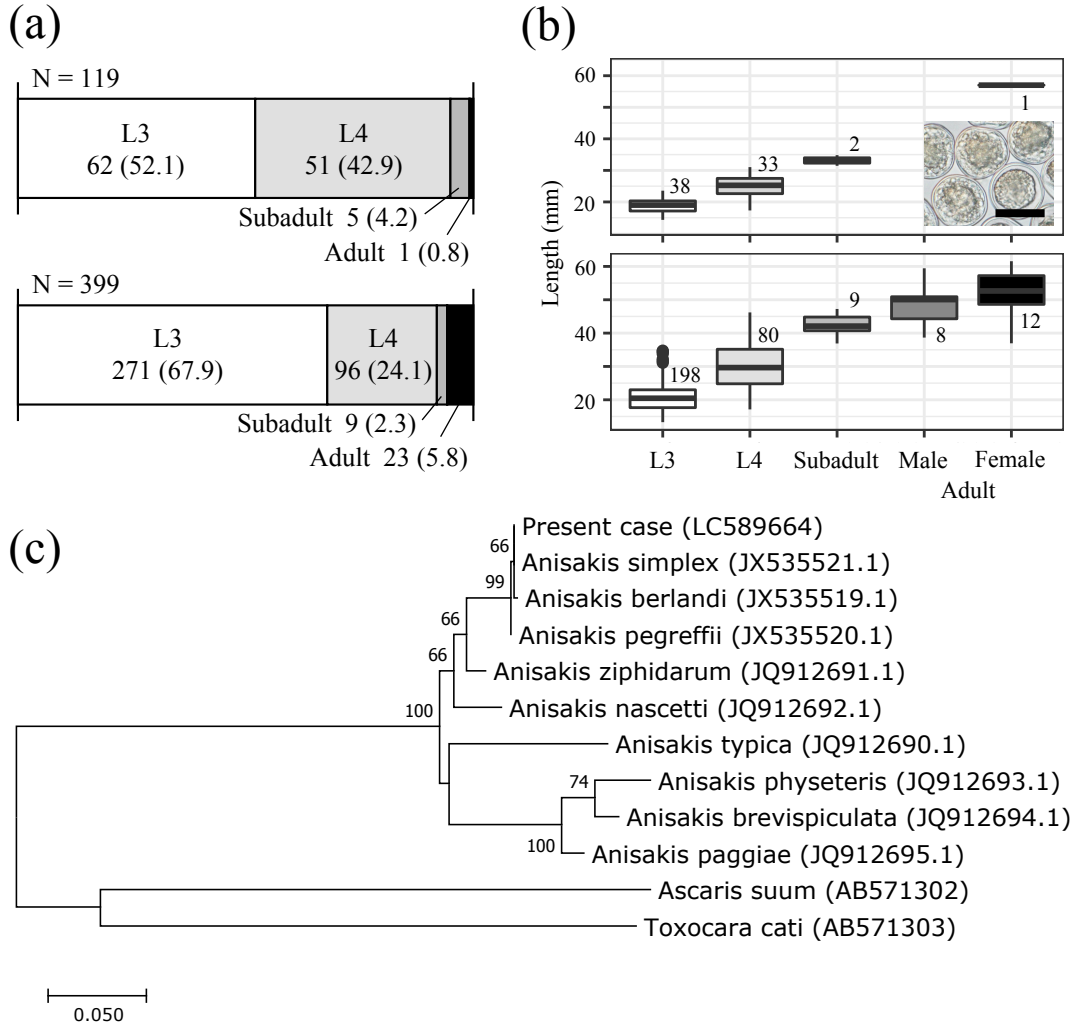 (a)
N = 119
L3
62 (52.1)
L4
51 (42.9)
Subadult 5 (4.2)
Adult 1 (0.8)
N = 399
L3
271 (67.9)
L4
96 (24.1)
Subadult 9 (2.3)
Adult 23 (5.8)
(b)
Length (mm)
60
40
20
38
33
2
1
60
40
20
198
80
9
8
12
L3
L4
Subadult
Male
Female
Adult
(c)
Present case (LC589664)
66
Anisakis simplex (JX535521.1)
99
Anisakis berlandi (JX535519.1)
66
Anisakis pegreffii (JX535520.1)
66
Anisakis ziphidarum (JQ912691.1)
100
Anisakis nascetti (JQ912692.1)
Anisakis typica (JQ912690.1)
74
Anisakis physeteris (JQ912693.1)
Anisakis brevispiculata (JQ912694.1)
100
Anisakis paggiae (JQ912695.1)
Ascaris suum (AB571302)
Toxocara cati (AB571303)
0.050